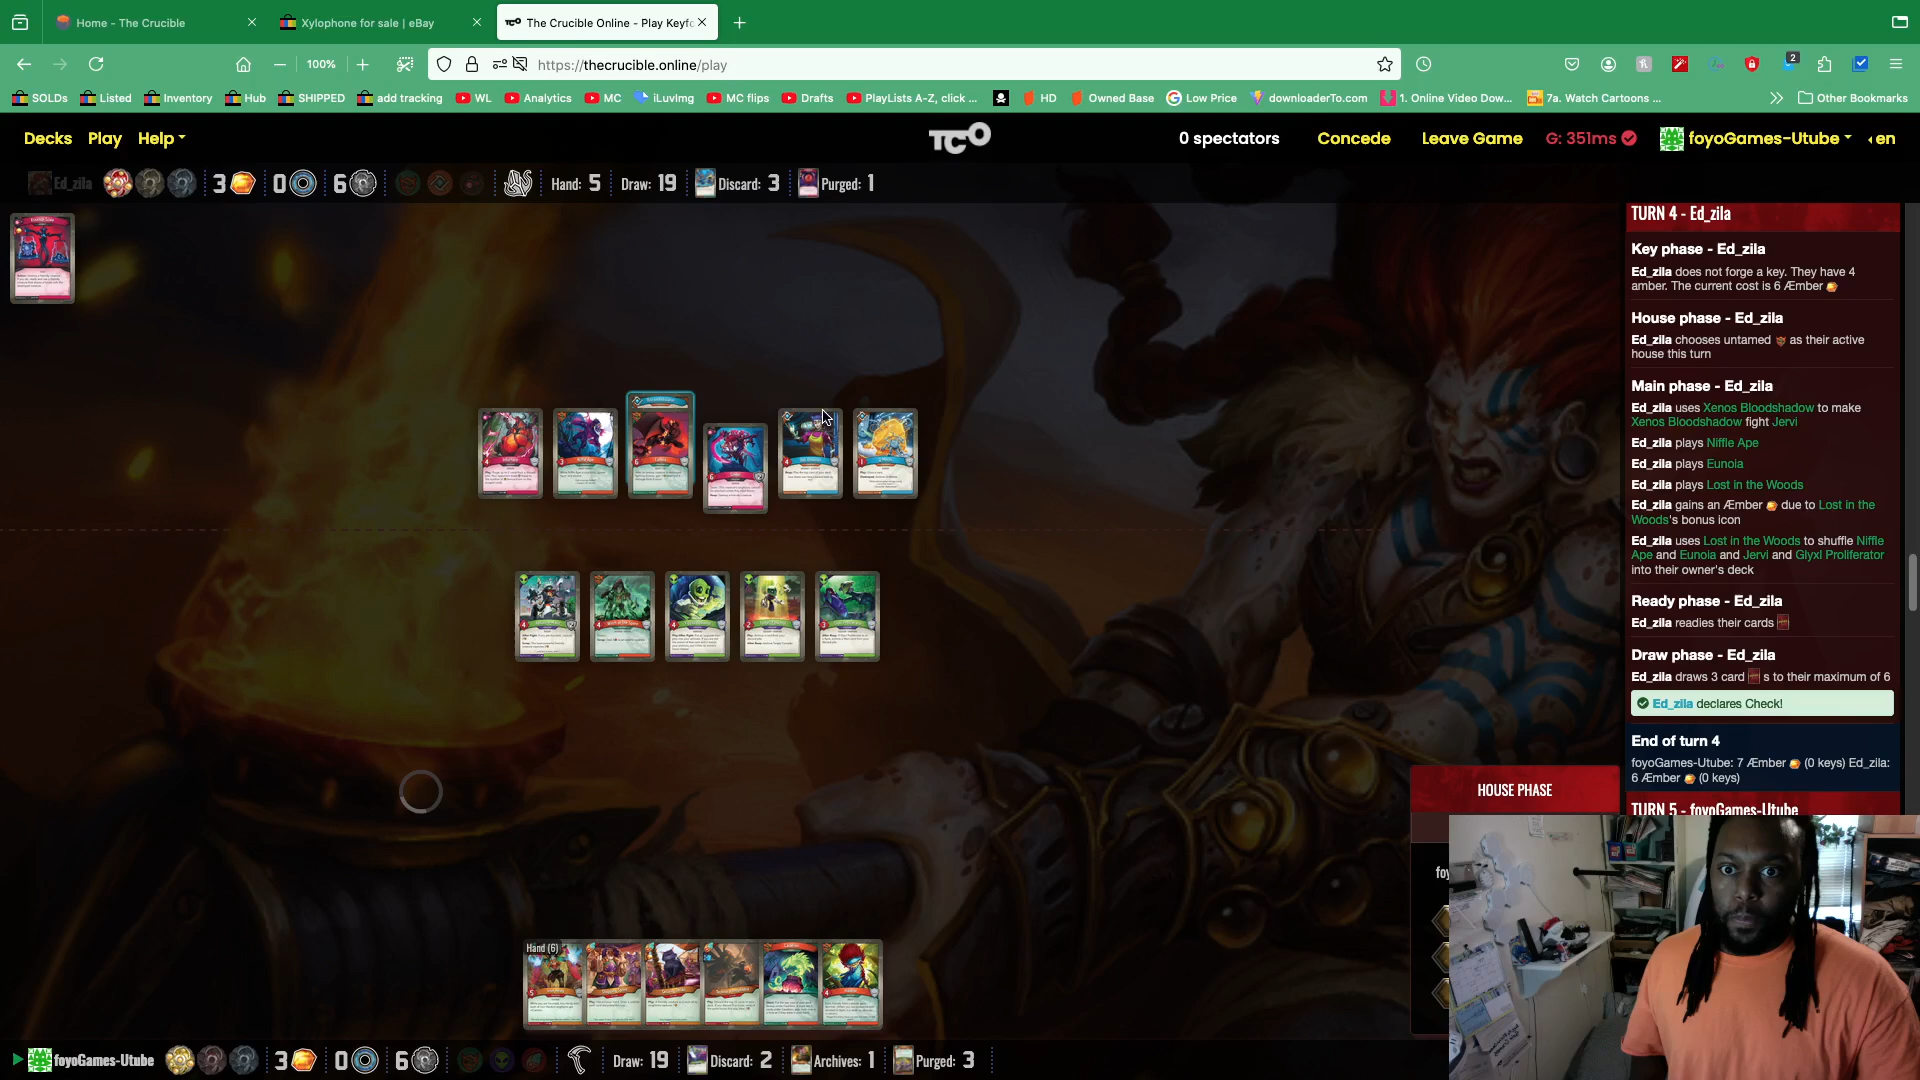 Home - The Crucible
Xylophone for sale | eBay
The Crucible Online - Play Keyfo
100%
https://thecrucible.online/play
2
SOLDs
Listed
Inventory
Hub
SHIPPED
add tracking
WL
Analytics
MC
iLuvImg
MC flips
Drafts
PlayLists A-Z, click ...
HD
Owned Base
Low Price
downloaderTo.com
1. Online Video Dow...
7a. Watch Cartoons ...
Other Bookmarks
Decks
Play
Help
TCO
0 spectators
Concede
Leave Game
G: 351ms
foyoGames-Utube
en
Ed_zila
3
0
6
Hand: 5
Draw: 19
Discard: 3
Purged: 1
TURN 4 - Ed_zila
Key phase - Ed_zila
Ed_zila does not forge a key. They have 4
amber. The current cost is 6 Æmber
House phase - Ed_zila
Ed_zila chooses untamed as their active
house this turn
Main phase - Ed_zila
Ed_zila uses Xenos Bloodshadow to make
Xenos Bloodshadow fight Jervi
Ed_zila plays Niffle Ape
Ed_zila plays Eunoia
Ed_zila plays Lost in the Woods
Ed_zila gains an Æmber due to Lost in the
Woods's bonus icon
Ed_zila uses Lost in the Woods to shuffle Niffle
Ape and Eunoia and Jervi and Glyxl Proliferator
into their owner's deck
Ready phase - Ed_zila
Ed_zila readies their cards
Draw phase - Ed_zila
Ed_zila draws 3 card s to their maximum of 6
Ed_zila declares Check!
End of turn 4
foyoGames-Utube: 7 Æmber (0 keys) Ed_zila:
6 Æmber (0 keys)
TURN 5 - foyoGames-Utube
HOUSE PHASE
foy
Hand (6)
foyoGames-Utube
3
0
6
Draw: 19
Discard: 2
Archives: 1
Purged: 3